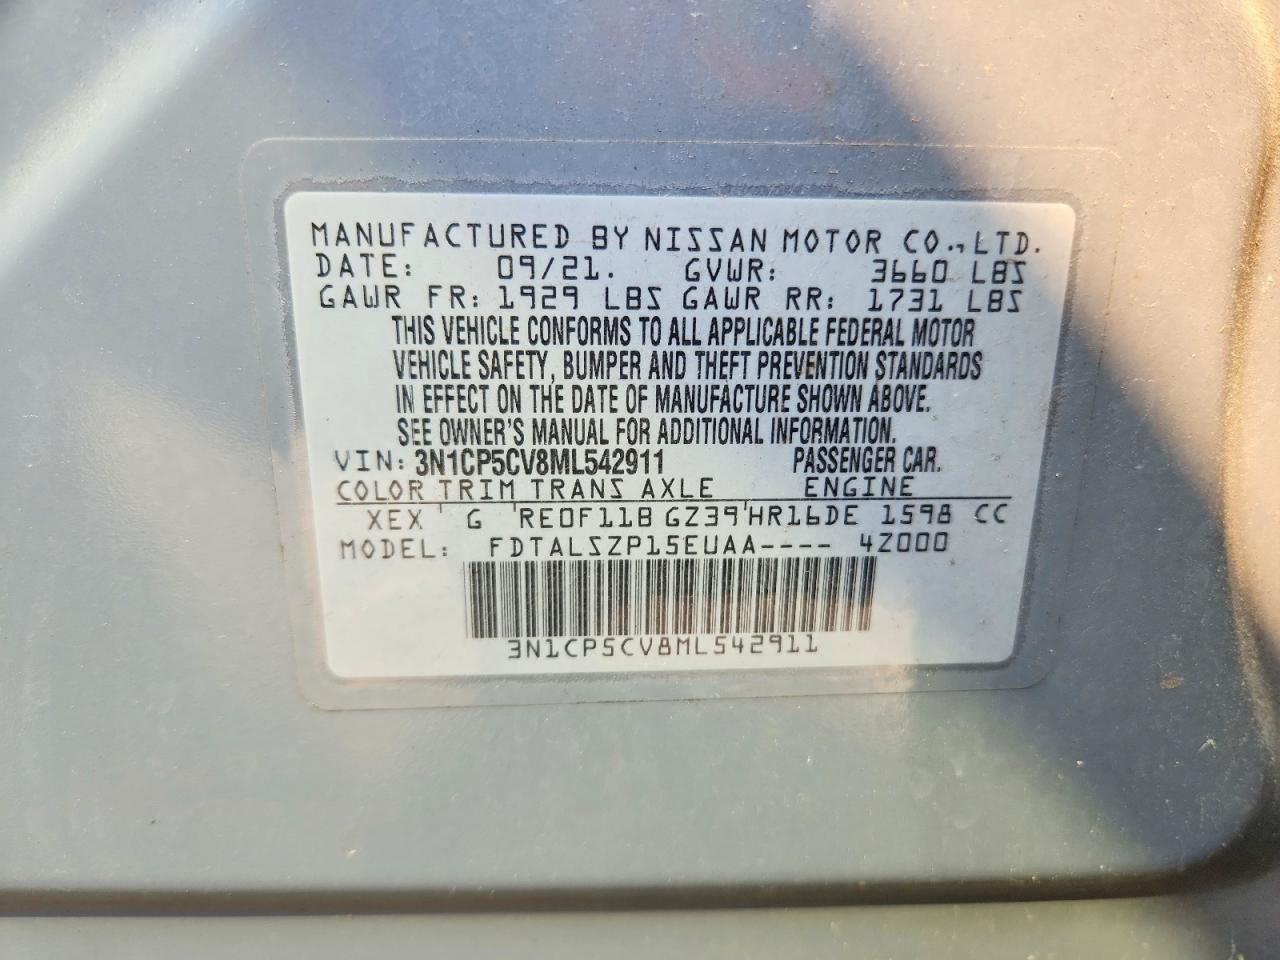 MANUFACTURED BY NISSAN MOTOR CO.,LTD.
DATE: 09/21. GVWR: 3660 LBS
GAWR FR: 1929 LBS GAWR RR: 1731 LBS
THIS VEHICLE CONFORMS TO ALL APPLICABLE FEDERAL MOTOR
VEHICLE SAFETY, BUMPER AND THEFT PREVENTION STANDARDS
IN EFFECT ON THE DATE OF MANUFACTURE SHOWN ABOVE.
SEE OWNER'S MANUAL FOR ADDITIONAL INFORMATION.
VIN: 3N1CP5CV8ML542911 PASSENGER CAR.
COLOR TRIM TRANS AXLE ENGINE
XEX ' G 'RE0F11B GZ39'HR16DE 1598 CC
MODEL: FDTALSZP15EUAA---- 4Z000
3N1CP5CV8ML542911